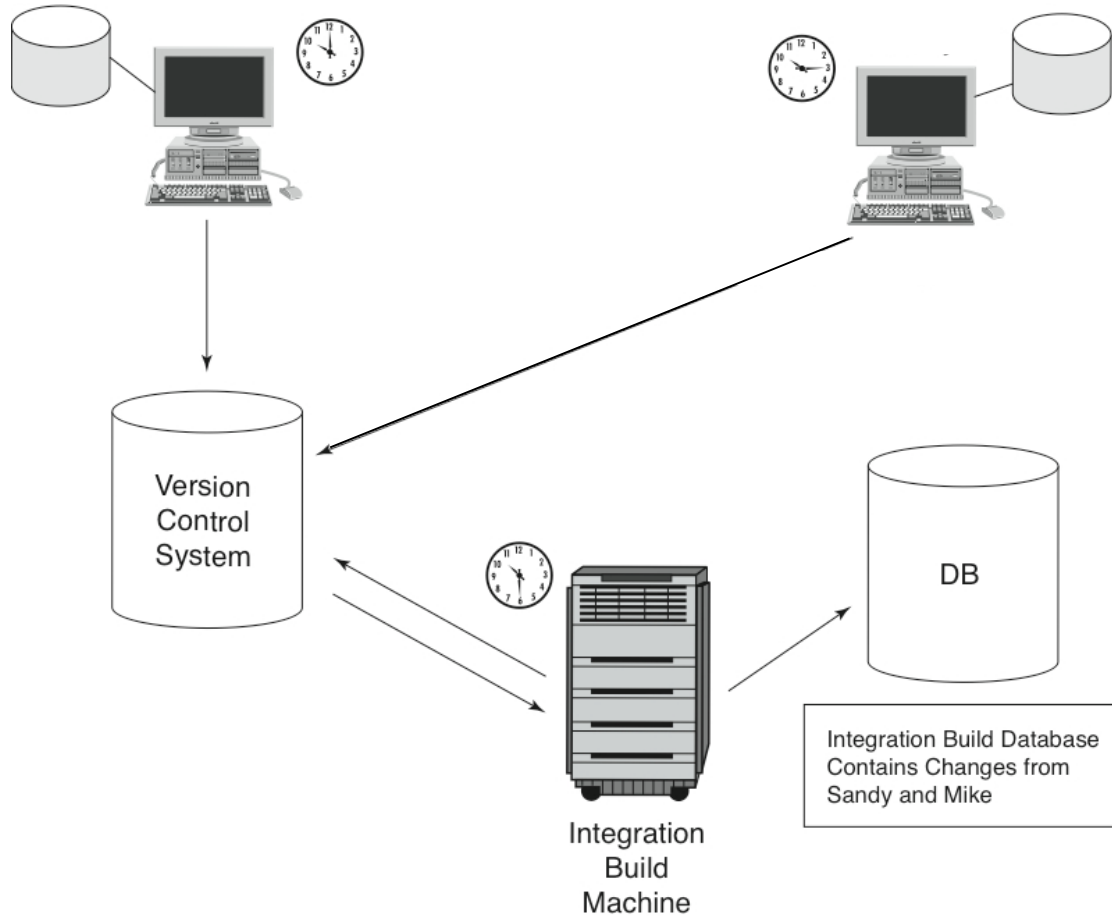 Version
Control
System
DB
Integration Build Database
Contains Changes from
Sandy and Mike
Integration
Build
Machine